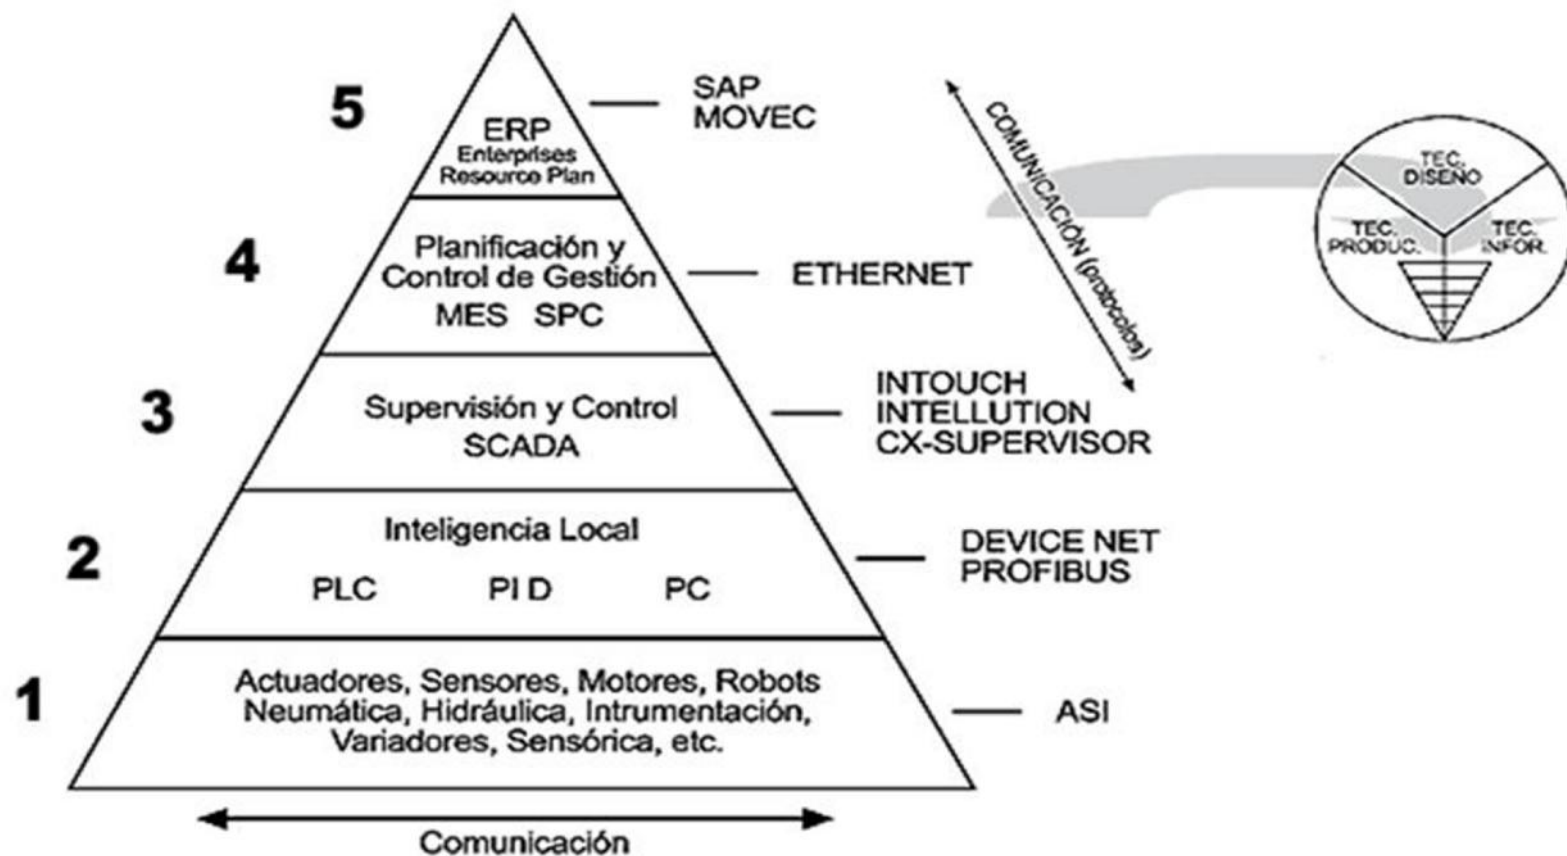 5
ERP
Enterprises
Resource Plan
SAP
MOVEC
4
Planificación y
Control de Gestión
MES SPC
ETHERNET
3
Supervisión y Control
SCADA
INTOUCH
INTELLUTION
CX-SUPERVISOR
2
Inteligencia Local
PLC PI D PC
DEVICE NET
PROFIBUS
1
Actuadores, Sensores, Motores, Robots
Neumática, Hidráulica, Intrumentación,
Variadores, Sensórica, etc.
ASI
Comunicación
COMUNICACIÓN (protocolos)
TEC.
DISEÑO
TEC.
PRODUC.
TEC.
INFOR.